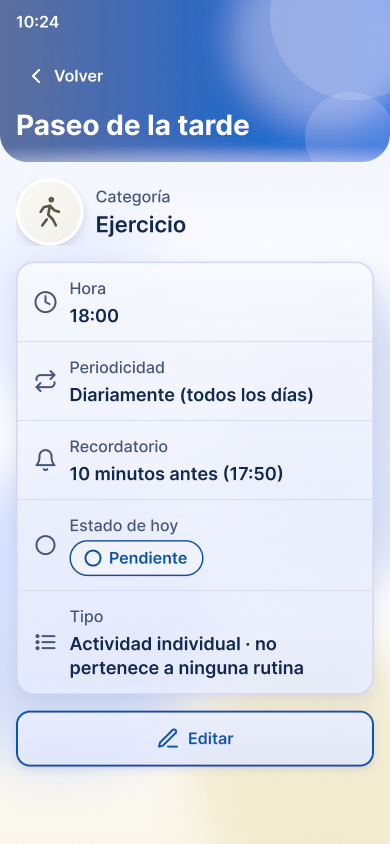 10:24
Volver
Paseo de la tarde
Categoría
Ejercicio
Hora
18:00
Periodicidad
Diariamente (todos los días)
Recordatorio
10 minutos antes (17:50)
Estado de hoy
Pendiente
Tipo
Actividad individual · no
pertenece a ninguna rutina
Editar